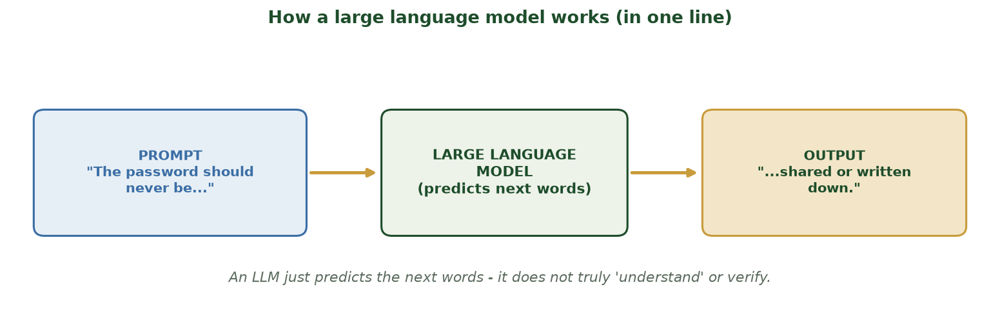 How a large language model works (in one line)
PROMPT
"The password should
never be..."
LARGE LANGUAGE
MODEL
(predicts next words)
OUTPUT
"...shared or written
down."
An LLM just predicts the next words - it does not truly 'understand' or verify.